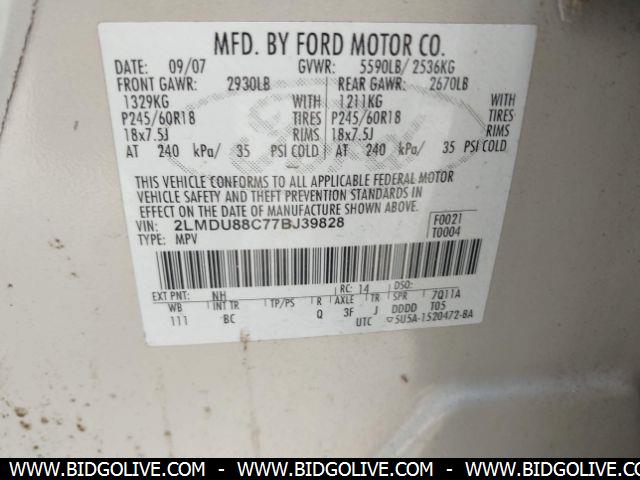 MFD. BY FORD MOTOR CO.
DATE: 09/07 GVWR: 5590LB/ 2536KG
FRONT GAWR: 2930LB REAR GAWR: 2670LB
1329KG WITH 1211KG WITH
P245/60R18 TIRES P245/60R18 TIRES
18x7.5J RIMS 18x7.5J RIMS
AT 240 kPa/ 35 PSI COLD AT 240 kPa/ 35 PSI COLD
THIS VEHICLE CONFORMS TO ALL APPLICABLE FEDERAL MOTOR
VEHICLE SAFETY AND THEFT PREVENTION STANDARDS IN
EFFECT ON THE DATE OF MANUFACTURE SHOWN ABOVE.
VIN: 2LMDU88C77BJ39828 F0021
TYPE: MPV T0004
EXT PNT: NH RC: 14 DSO:
WB INT TR TP/PS R AXLE TR SPR 7Q11A
111 BC Q 3F J DDDD T05
UTC ▽5U5A-1520472-BA
WWW.BIDGOLIVE.COM - WWW.BIDGOLIVE.COM - WWW.BIDGOLIVE.COM